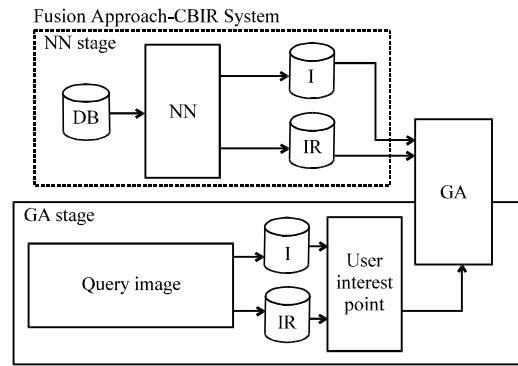 Fusion Approach-CBIR System
NN stage
DB
NN
I
IR
GA
GA stage
Query image
I
IR
User
interest
point